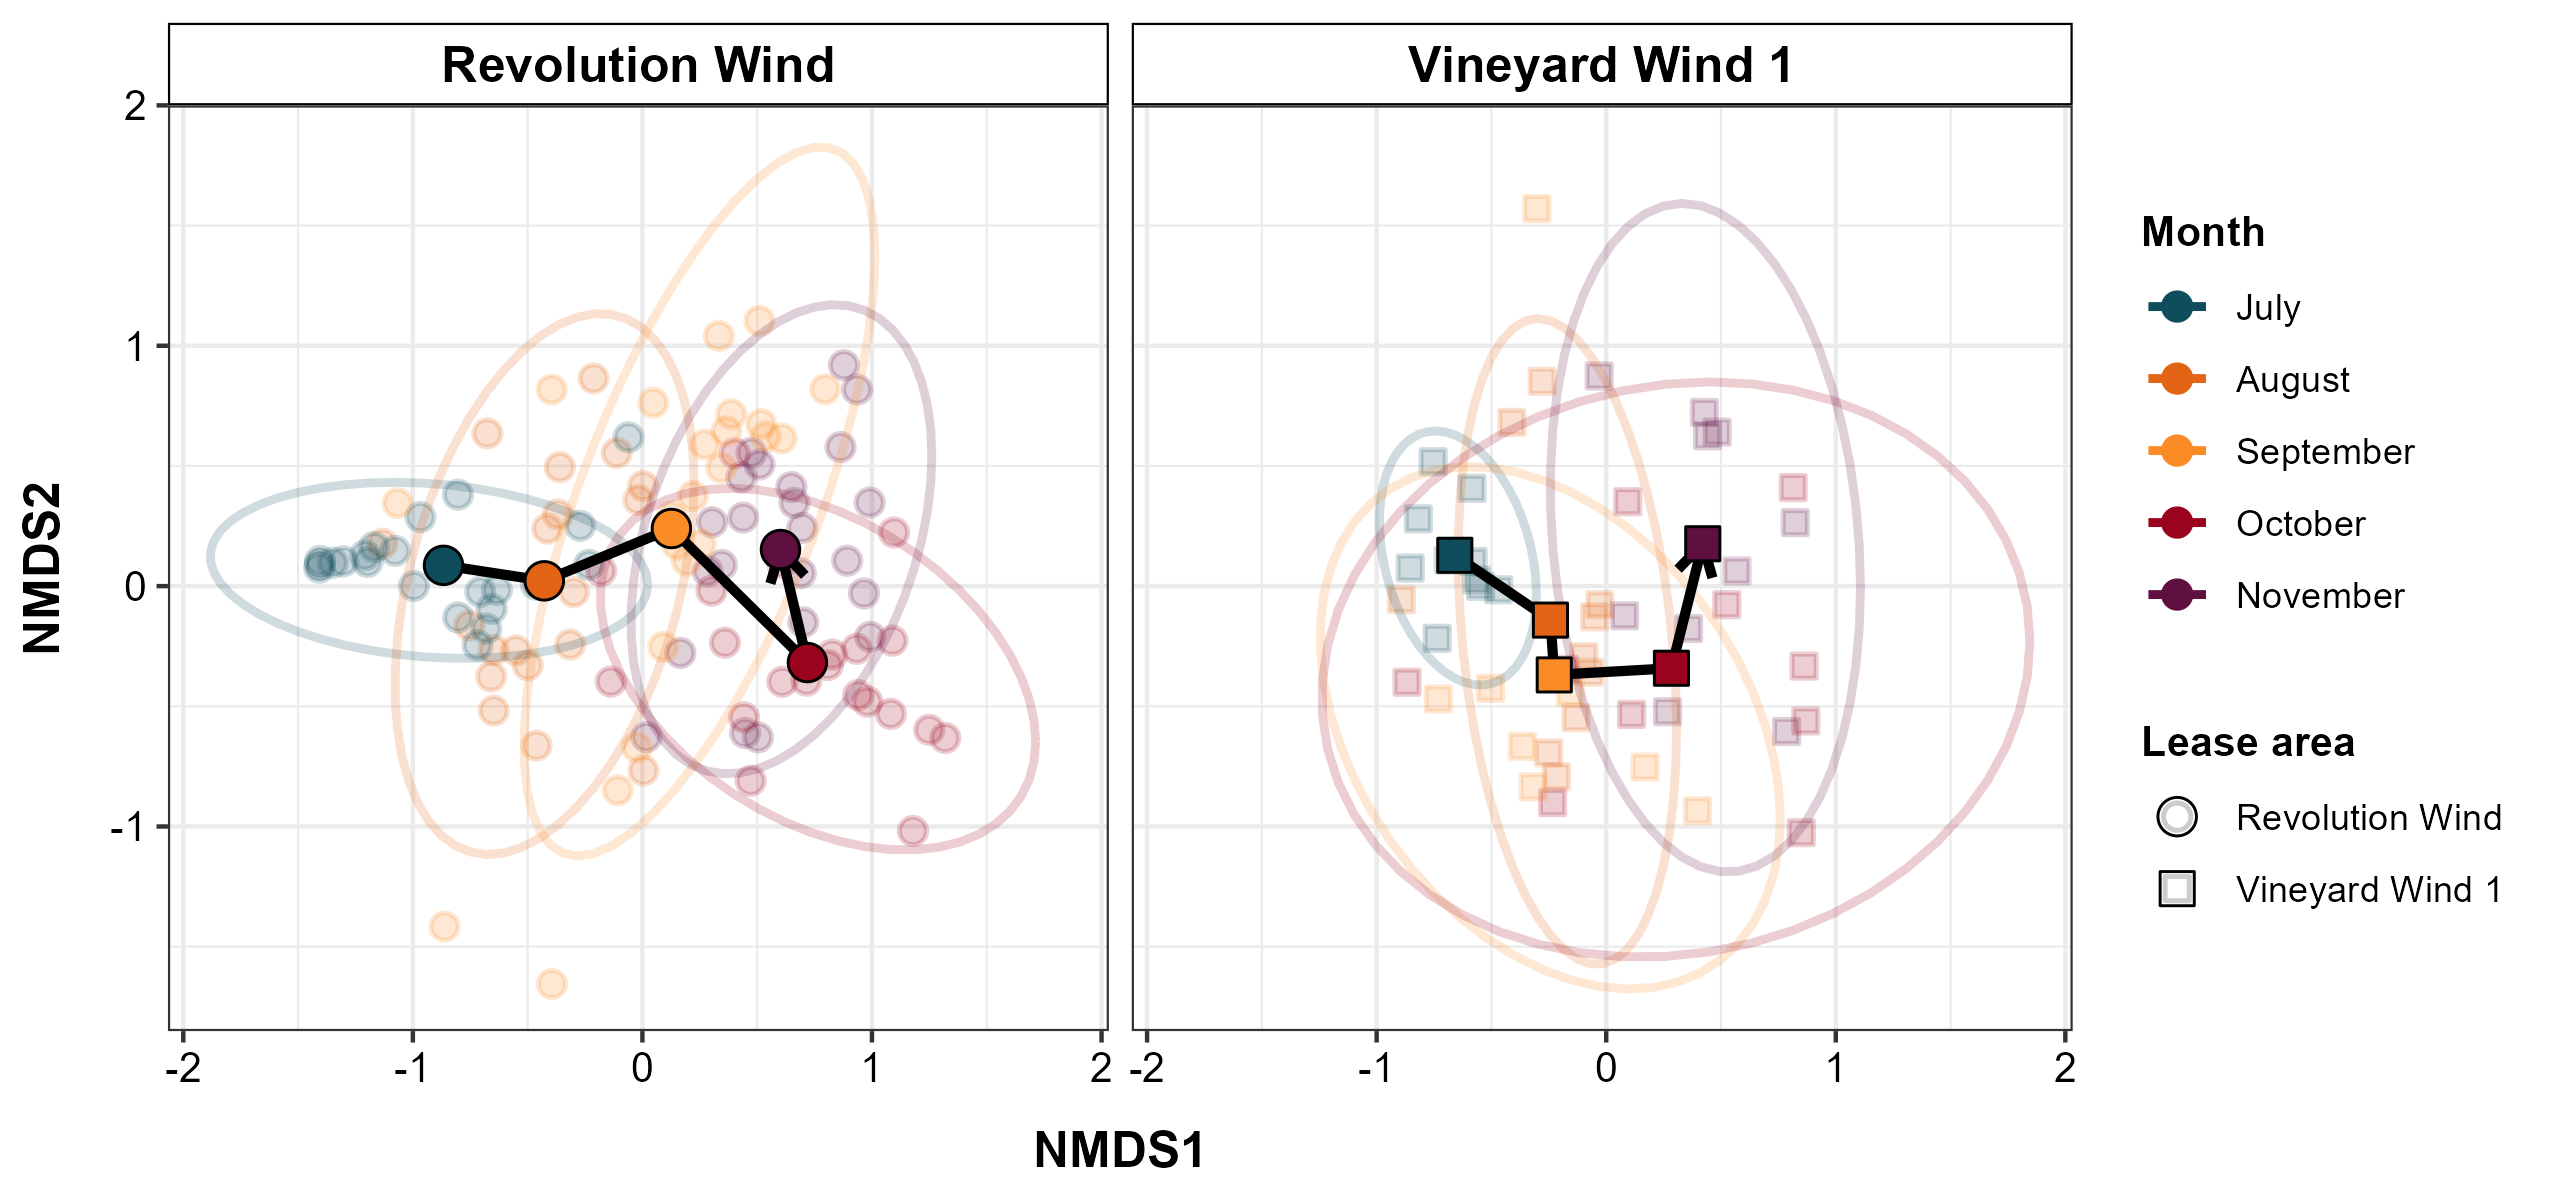 Revolution Wind
Vineyard Wind 1
2
1
0
-1
NMDS2
-2 -1 0 1 2
-2 -1 0 1 2
NMDS1
Month
July
August
September
October
November
Lease area
Revolution Wind
Vineyard Wind 1